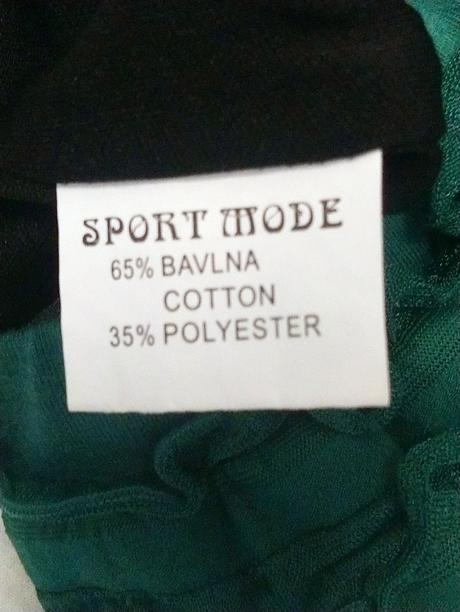 SPORT MODE
65% BAVLNA
COTTON
35% POLYESTER